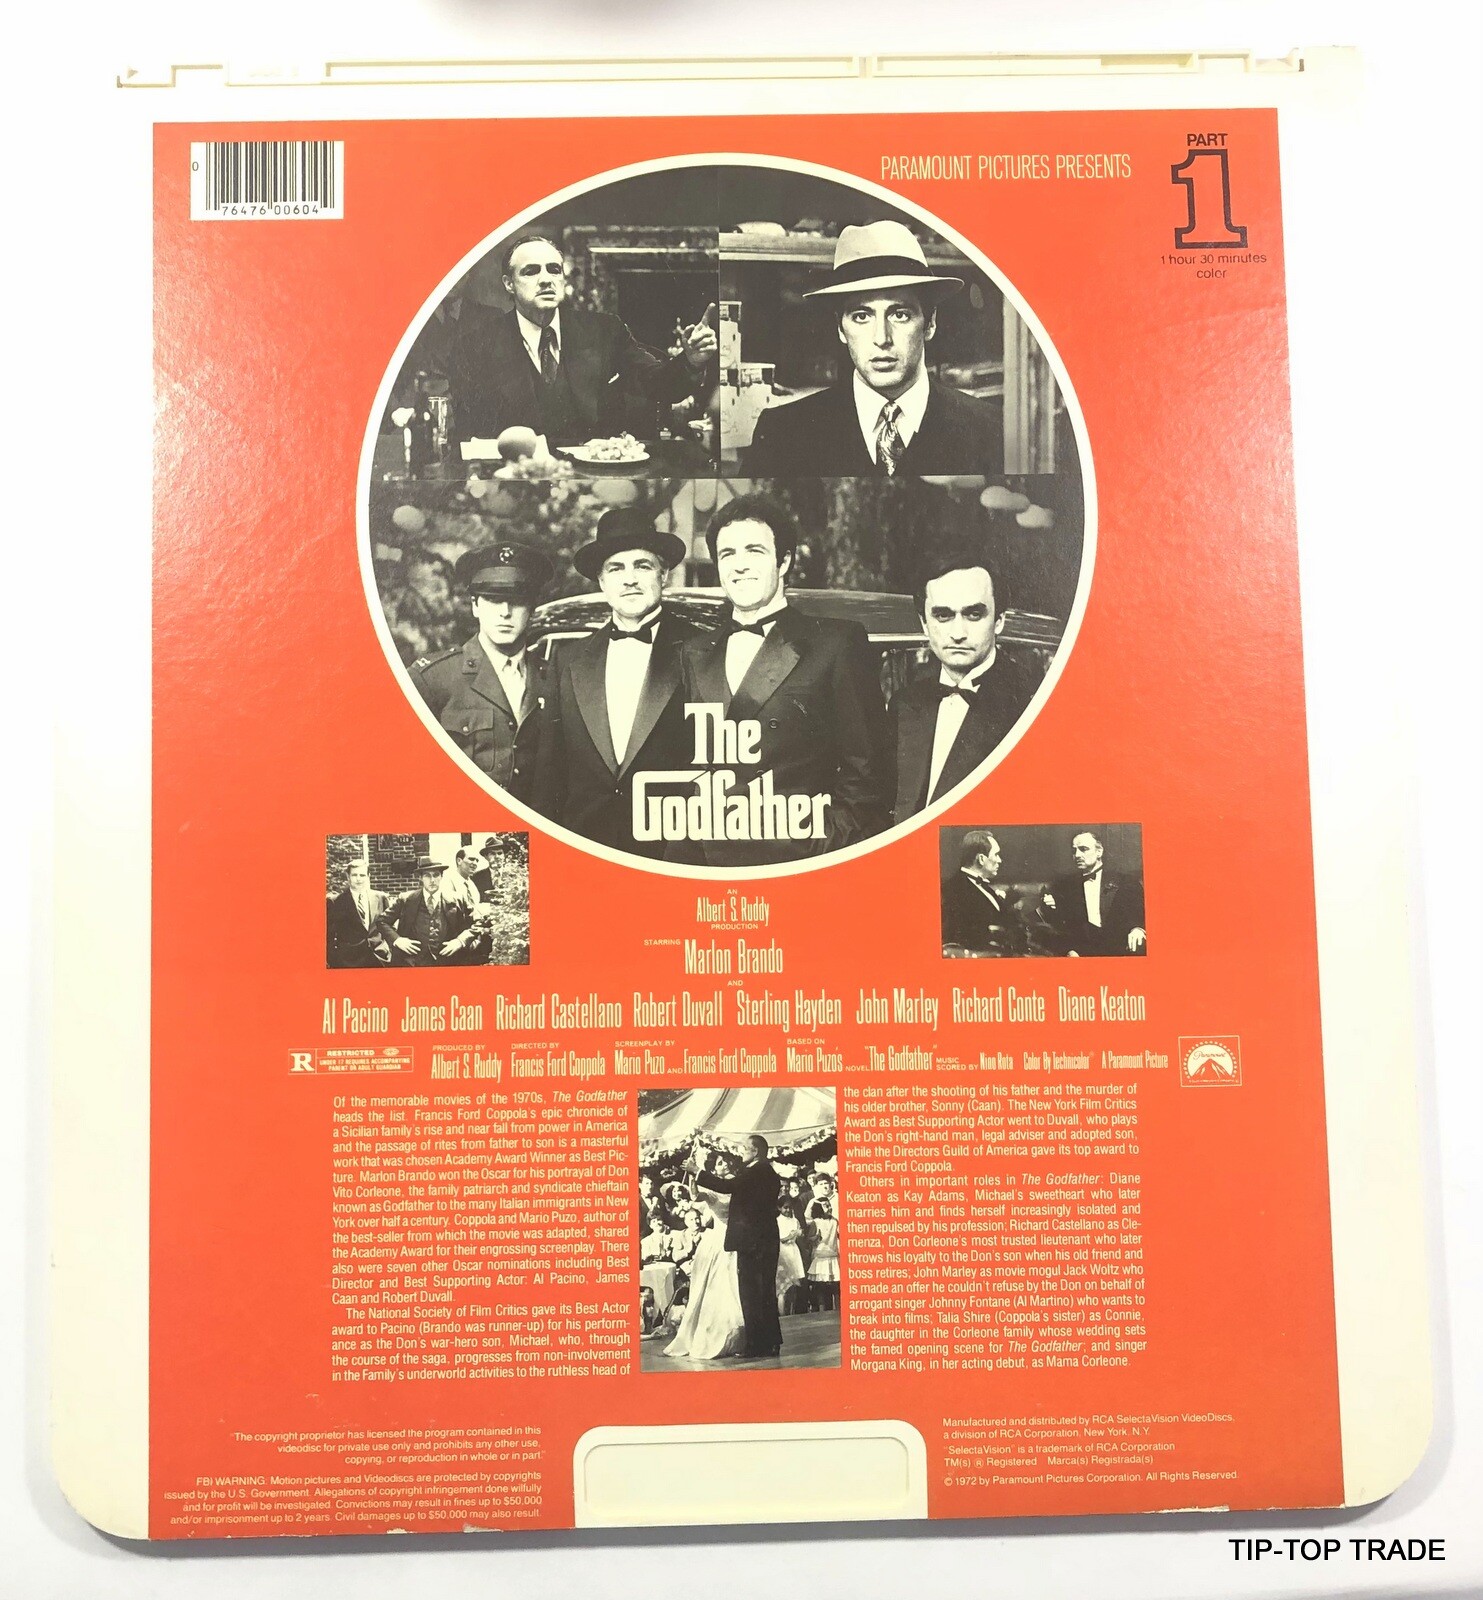 0
76476 00604
PARAMOUNT PICTURES PRESENTS
PART
1
1 hour 30 minutes
color
The
Godfather
AN
Albert S. Ruddy
PRODUCTION
STARRING Marlon Brando
AND
Al Pacino James Caan Richard Castellano Robert Duvall Sterling Hayden John Marley Richard Conte Diane Keaton
R RESTRICTED
UNDER 17 REQUIRES ACCOMPANYING
PARENT OR ADULT GUARDIAN
PRODUCED BY Albert S. Ruddy DIRECTED BY Francis Ford Coppola SCREENPLAY BY Mario Puzo AND Francis Ford Coppola BASED ON Mario Puzo's NOVEL "The Godfather" MUSIC SCORED BY Nino Rota Color By Technicolor® A Paramount Picture
Paramount
Of the memorable movies of the 1970s, The Godfather
heads the list. Francis Ford Coppola's epic chronicle of
a Sicilian family's rise and near fall from power in America
and the passage of rites from father to son is a masterful
work that was chosen Academy Award Winner as Best Pic-
ture. Marlon Brando won the Oscar for his portrayal of Don
Vito Corleone, the family patriarch and syndicate chieftain
known as Godfather to the many Italian immigrants in New
York over half a century. Coppola and Mario Puzo, author of
the best-seller from which the movie was adapted, shared
the Academy Award for their engrossing screenplay. There
also were seven other Oscar nominations including Best
Director and Best Supporting Actor: Al Pacino, James
Caan and Robert Duvall.
The National Society of Film Critics gave its Best Actor
award to Pacino (Brando was runner-up) for his perform-
ance as the Don's war-hero son, Michael, who, through
the course of the saga, progresses from non-involvement
in the Family's underworld activities to the ruthless head of
the clan after the shooting of his father and the murder of
his older brother, Sonny (Caan). The New York Film Critics
Award as Best Supporting Actor went to Duvall, who plays
the Don's right-hand man, legal adviser and adopted son,
while the Directors Guild of America gave its top award to
Francis Ford Coppola.
Others in important roles in The Godfather: Diane
Keaton as Kay Adams, Michael's sweetheart who later
marries him and finds herself increasingly isolated and
then repulsed by his profession; Richard Castellano as Cle-
menza, Don Corleone's most trusted lieutenant who later
throws his loyalty to the Don's son when his old friend and
boss retires; John Marley as movie mogul Jack Woltz who
is made an offer he couldn't refuse by the Don on behalf of
arrogant singer Johnny Fontane (Al Martino) who wants to
break into films; Talia Shire (Coppola's sister) as Connie,
the daughter in the Corleone family whose wedding sets
the famed opening scene for The Godfather; and singer
Morgana King, in her acting debut, as Mama Corleone.
"The copyright proprietor has licensed the program contained in this
videodisc for private use only and prohibits any other use,
copying, or reproduction in whole or in part."
FBI WARNING: Motion pictures and Videodiscs are protected by copyrights
issued by the U.S. Government. Allegations of copyright infringement done wilfully
and/or for profit will be investigated. Convictions may result in fines up to $50,000
and/or imprisonment up to 2 years. Civil damages up to $50,000 may also result.
Manufactured and distributed by RCA SelectaVision VideoDiscs,
a division of RCA Corporation, New York, N.Y.
"SelectaVision" is a trademark of RCA Corporation
TM(s) ® Registered Marca(s) Registrada(s)
© 1972 by Paramount Pictures Corporation. All Rights Reserved.
TIP-TOP TRADE